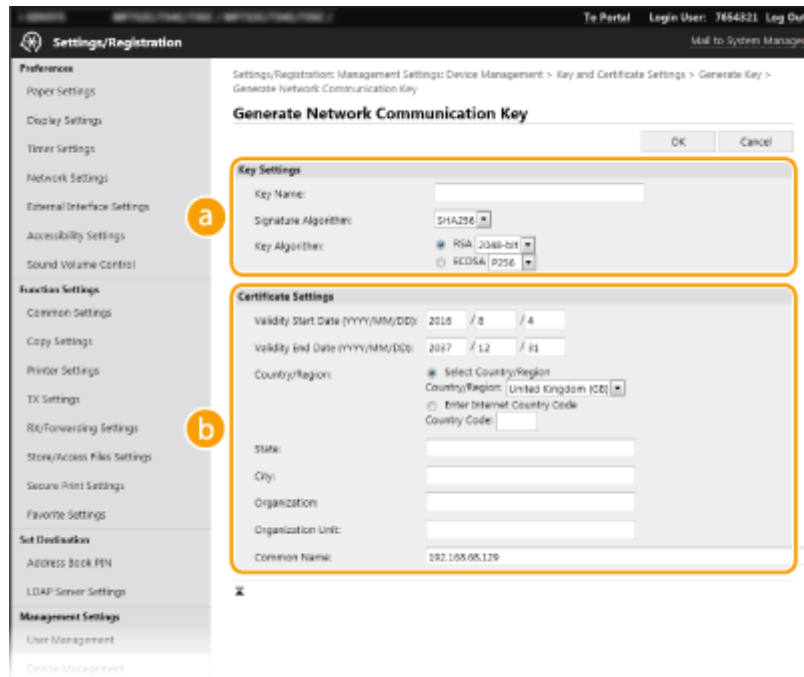 To Portal Login User: 7654321 Log Ou
Settings/Registration
Mail to System Manage
Preferences
Paper Settings
Display Settings
Timer Settings
Network Settings
External Interface Settings
Accessibility Settings
Sound Volume Control
Function Settings
Common Settings
Copy Settings
Printer Settings
TX Settings
RX/Forwarding Settings
Store/Access Files Settings
Secure Print Settings
Favorite Settings
Set Destination
Address Book PIN
LDAP Server Settings
Management Settings
User Management
Device Management
Settings/Registration: Management Settings: Device Management > Key and Certificate Settings > Generate Key >
Generate Network Communication Key
Generate Network Communication Key
OK Cancel
a
Key Settings
Key Name:
Signature Algorithm: SHA256
Key Algorithm: RSA 2048-bit
ECDSA P256
b
Certificate Settings
Validity Start Date (YYYY/MM/DD): 2016 / 8 / 4
Validity End Date (YYYY/MM/DD): 2037 / 12 / 31
Country/Region: Select Country/Region
Country/Region: United Kingdom (GB)
Enter Internet Country Code
Country Code:
State:
City:
Organization:
Organization Unit:
Common Name: 192.168.68.129